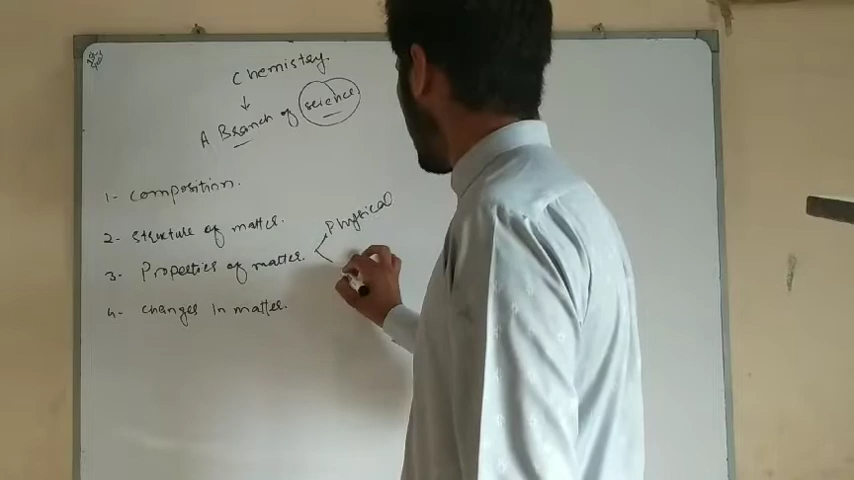 Chemistry.
↓
A Branch of science
1- composition.
2- structure of matter.
3- Properties of matter. < Physical
4- changes in matter.